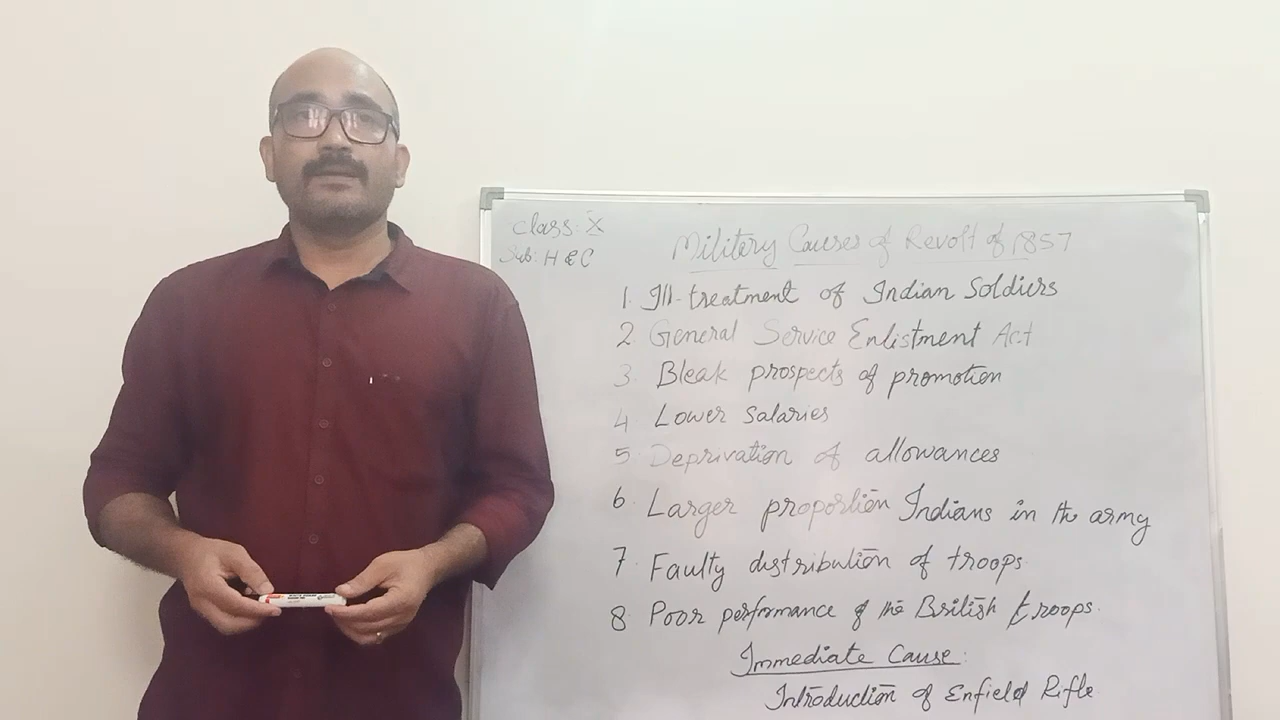 Class: X
Sub: H & C
Militery Causes of Revolt of 1857
1. Ill-treatment of Indian Soldiers
2. General Service Enlistment Act
3. Bleak prospects of promotion
4. Lower salaries
5. Deprivation of allowances
6. Larger proportion Indians in the army
7. Faulty distribution of troops.
8. Poor performance of the British troops.
Immediate Cause:
Introduction of Enfield Rifle